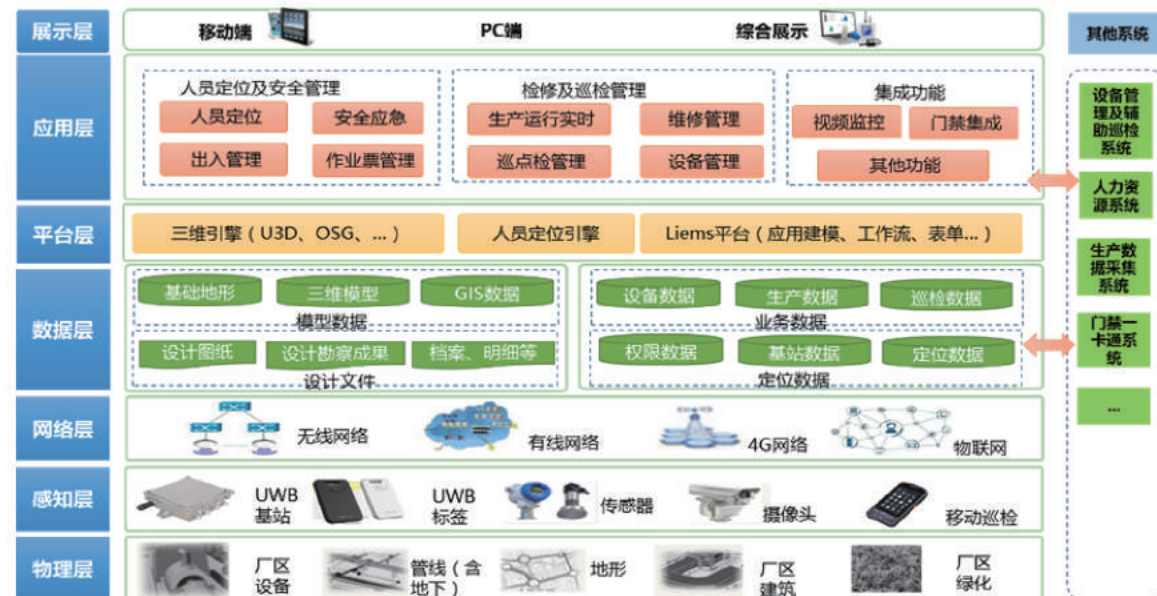 展示层
移动端
PC端
综合展示
其他系统
应用层
人员定位及安全管理
人员定位
安全应急
出入管理
作业票管理
检修及巡检管理
生产运行实时
维修管理
巡点检管理
设备管理
集成功能
视频监控
门禁集成
其他功能
平台层
三维引擎（U3D、OSG、...）
人员定位引擎
Liems平台（应用建模、工作流、表单...）
数据层
基础地形
三维模型
GIS数据
模型数据
设计图纸
设计勘察成果
档案、明细等
设计文件
设备数据
生产数据
巡检数据
业务数据
权限数据
基站数据
定位数据
定位数据
网络层
无线网络
有线网络
4G网络
物联网
感知层
UWB
基站
UWB
标签
传感器
摄像头
移动巡检
物理层
厂区
设备
管线（含
地下）
地形
厂区
建筑
厂区
绿化
设备管
理及辅
助巡检
系统
人力资
源系统
生产数
据采集
系统
门禁一
卡通系
统
...